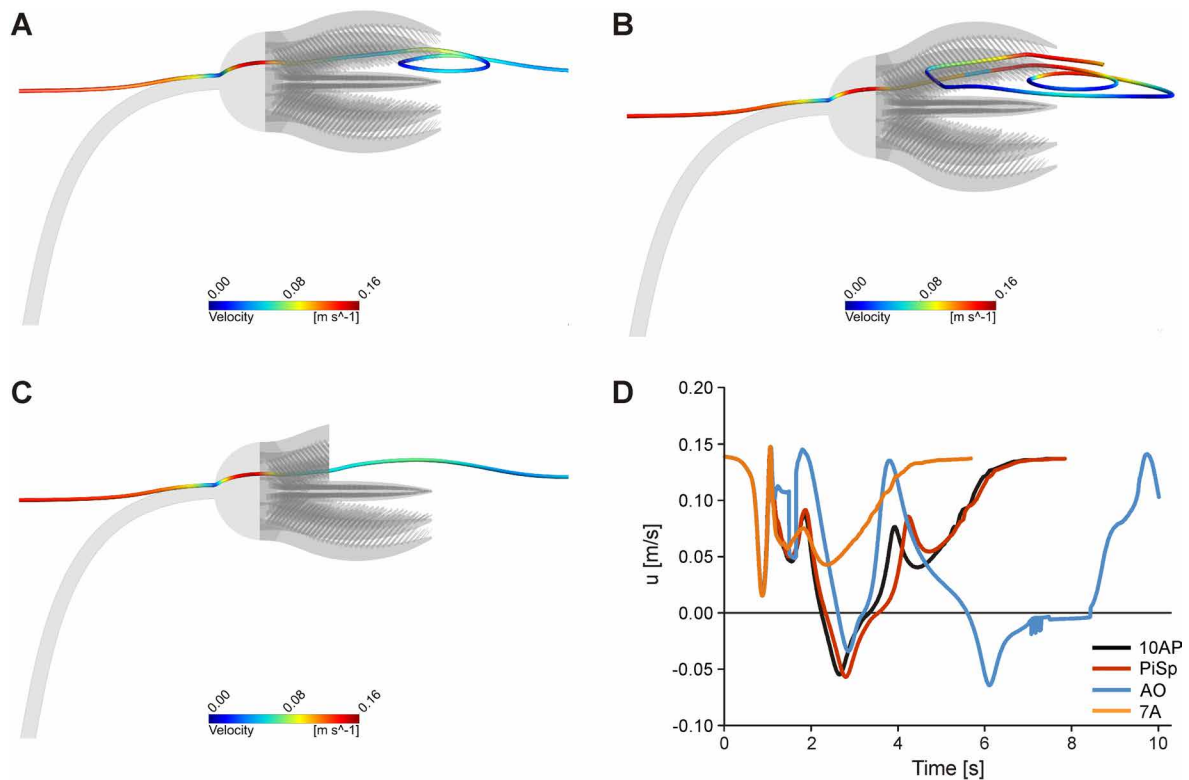 A
0.00 0.08 0.16
Velocity [m s^-1]
B
0.00 0.08 0.16
Velocity [m s^-1]
C
0.00 0.08 0.16
Velocity [m s^-1]
D
u [m/s]
0.20
0.15
0.10
0.05
0.00
-0.05
-0.10
10AP
PiSp
AO
7A
0 2 4 6 8 10
Time [s]